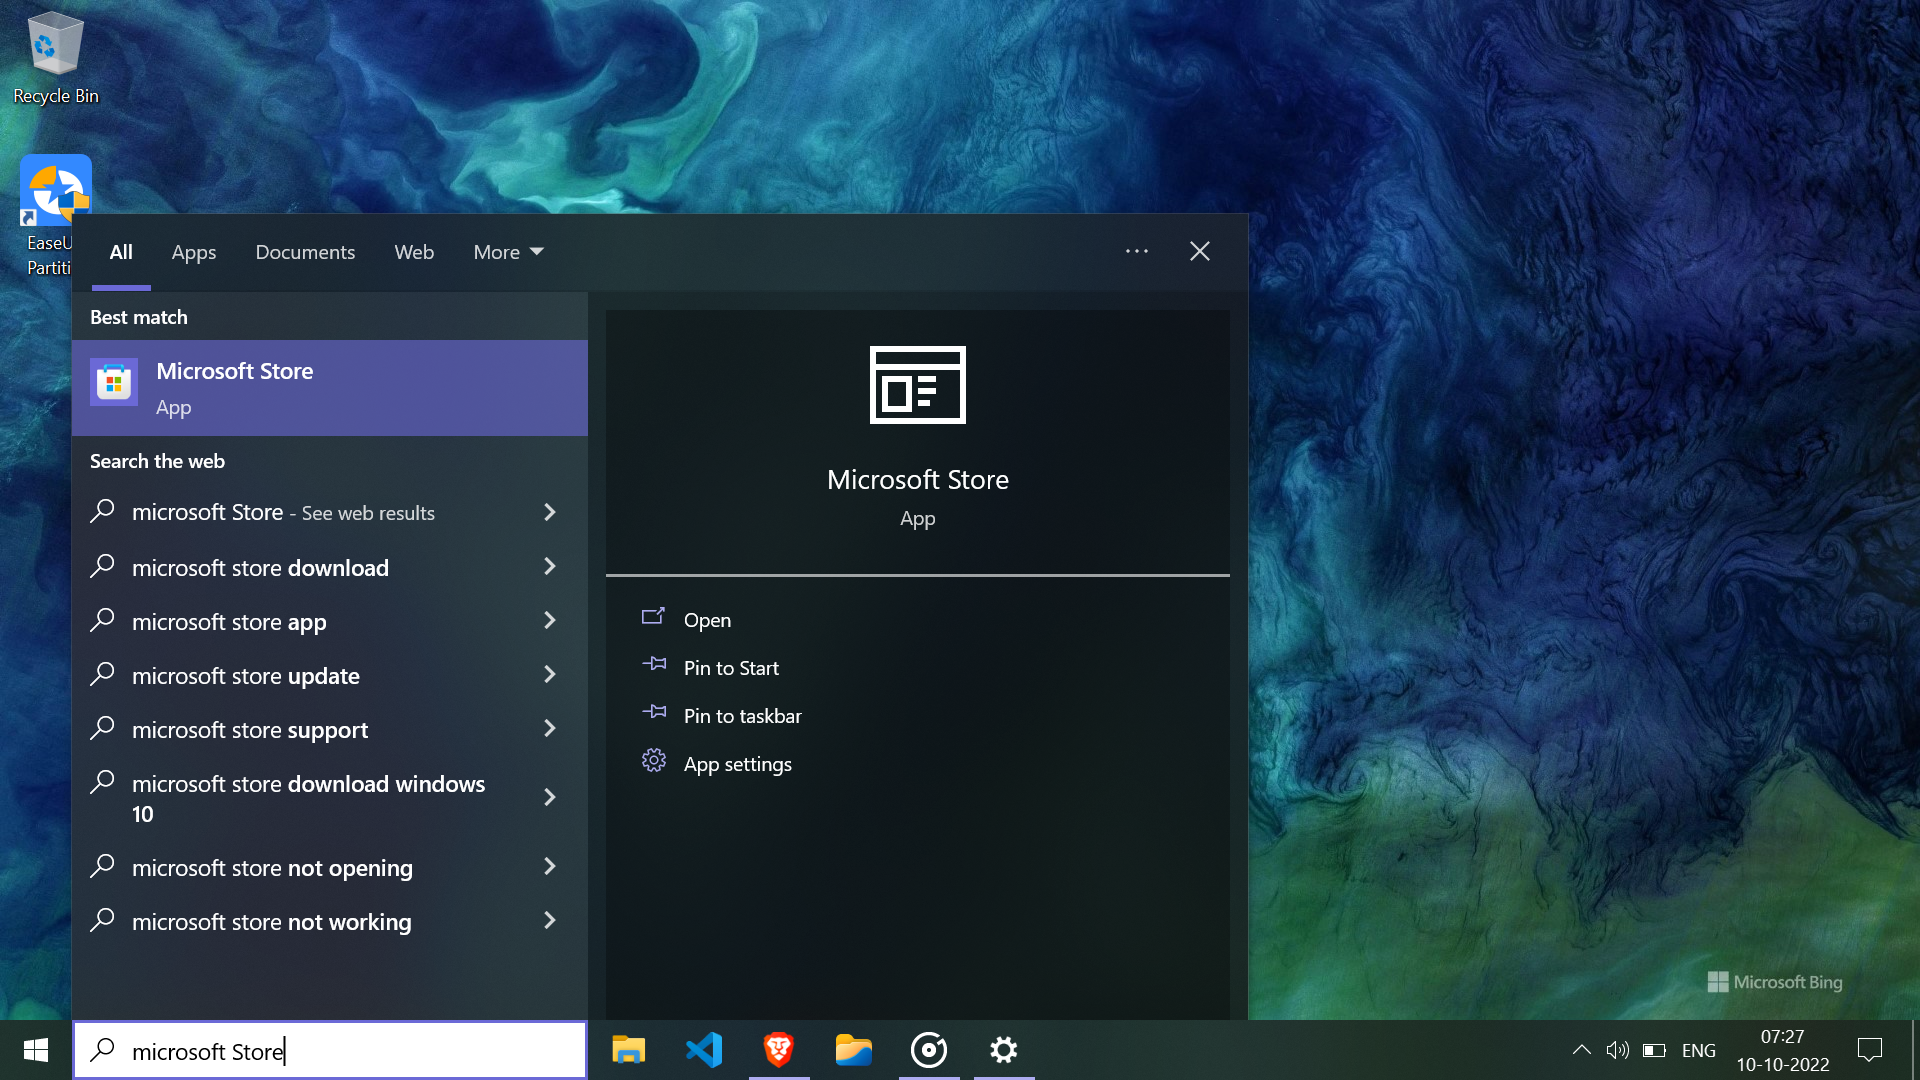 Recycle Bin
EaseU
Partiti
All Apps Documents Web More
Best match
Microsoft Store
App
Search the web
microsoft Store - See web results
microsoft store download
microsoft store app
microsoft store update
microsoft store support
microsoft store download windows
10
microsoft store not opening
microsoft store not working
Microsoft Store
App
Open
Pin to Start
Pin to taskbar
App settings
Microsoft Bing
microsoft Store
ENG
07:27
10-10-2022